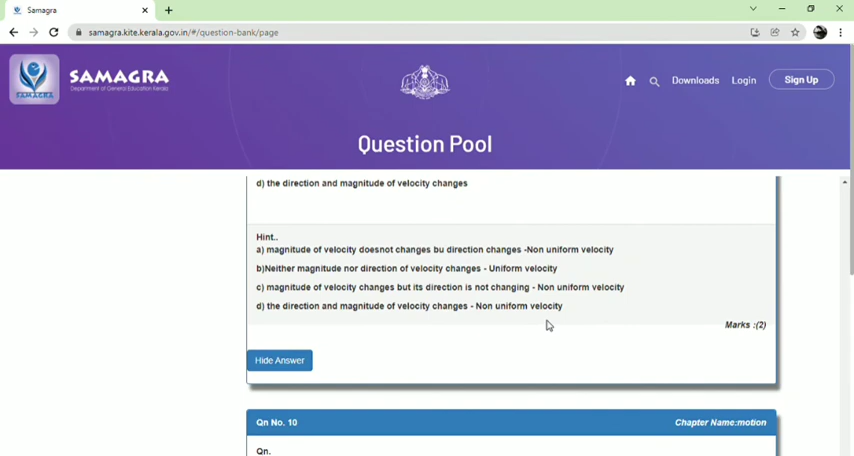 Samagra
samagra.kite.kerala.gov.in/#/question-bank/page
SAMAGRA
Department of General Education Kerala
SAMAGRA
Downloads
Login
Sign Up
Question Pool
d) the direction and magnitude of velocity changes
Hint..
a) magnitude of velocity doesnot changes bu direction changes -Non uniform velocity
b)Neither magnitude nor direction of velocity changes - Uniform velocity
c) magnitude of velocity changes but its direction is not changing - Non uniform velocity
d) the direction and magnitude of velocity changes - Non uniform velocity
Marks :(2)
Hide Answer
Qn No. 10
Chapter Name:motion
Qn.